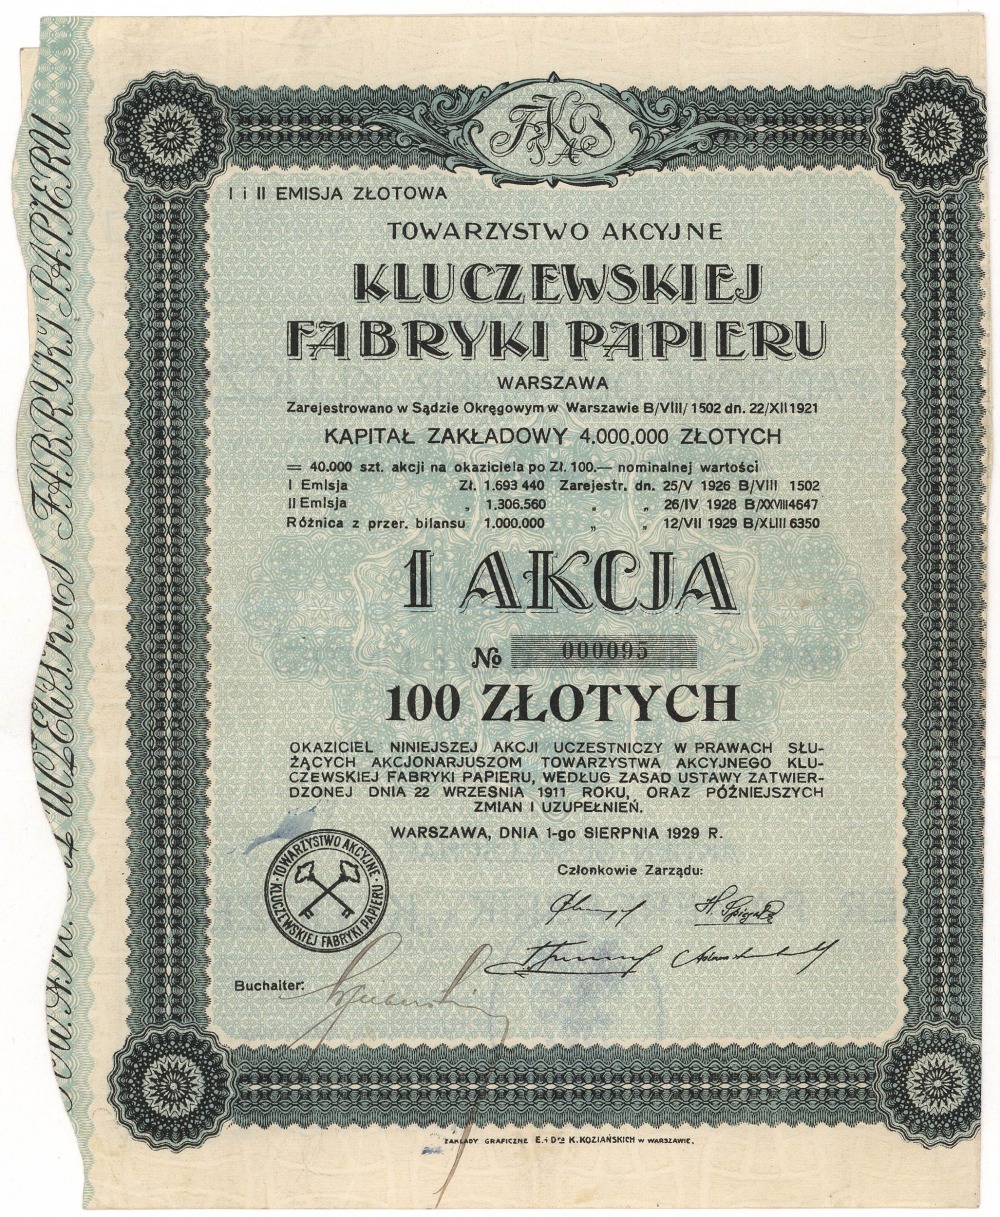 TOW. AKC. KLUCZEWSKIEJ FABRYKI PAPIERU
TKFP SA
I i II EMISJA ZŁOTOWA
TOWARZYSTWO AKCYJNE
KLUCZEWSKIEJ
FABRYKI PAPIERU
WARSZAWA
Zarejestrowano w Sądzie Okręgowym w Warszawie B/VIII/1502 dn. 22/XII 1921
KAPITAŁ ZAKŁADOWY 4.000.000 ZŁOTYCH
= 40.000 szt. akcji na okaziciela po Zł. 100.— nominalnej wartości
I Emisja Zł. 1.693 440 Zarejestr. dn. 25/V 1926 B/VIII 1502
II Emisja „ 1.306.560 „ „ 26/IV 1928 B/XXVIII 4647
Różnica z przer. bilansu 1.000.000 „ „ 12/VII 1929 B/XLIII 6350
1 AKCJA
№ 000095
100 ZŁOTYCH
OKAZICIEL NINIEJSZEJ AKCJI UCZESTNICZY W PRAWACH SŁU-
ŻĄCYCH AKCJONARJUSZOM TOWARZYSTWA AKCYJNEGO KLU-
CZEWSKIEJ FABRYKI PAPIERU, WEDŁUG ZASAD USTAWY ZATWIER-
DZONEJ DNIA 22 WRZEŚNIA 1911 ROKU, ORAZ PÓŹNIEJSZYCH
ZMIAN I UZUPEŁNIEŃ.
WARSZAWA, DNIA 1-go SIERPNIA 1929 R.
Członkowie Zarządu:
TOWARZYSTWO AKCYJNE
KLUCZEWSKIEJ FABRYKI PAPIERU
Buchalter:
ZAKŁADY GRAFICZNE E. i Dra K. KOZIAŃSKICH w WARSZAWIE.